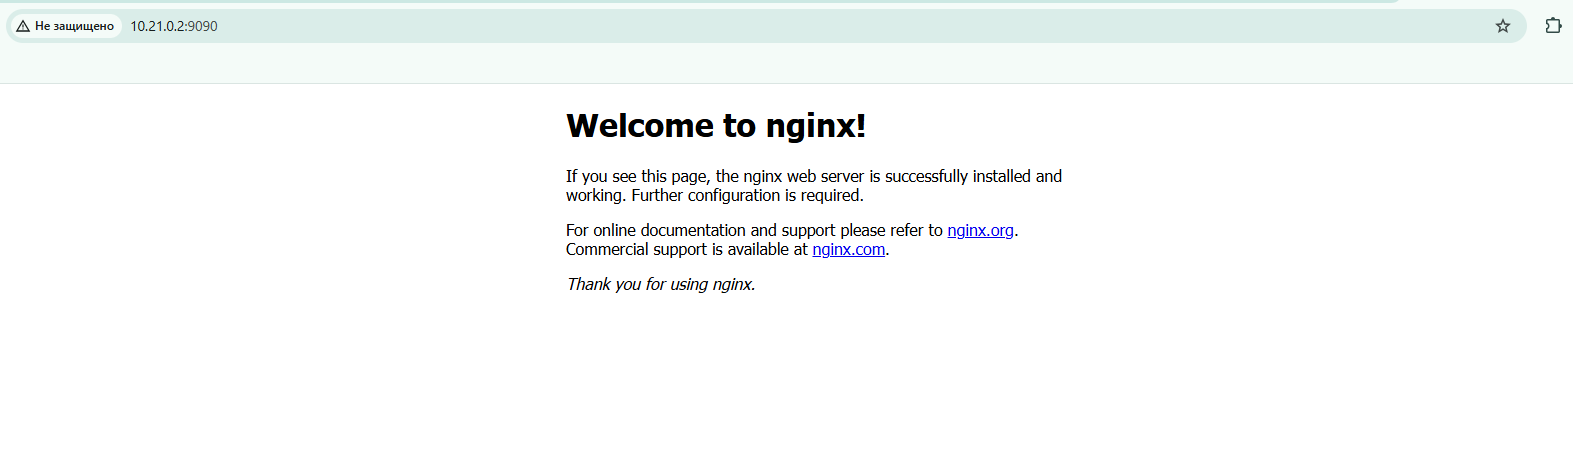 Не защищено 10.21.0.2:9090
Welcome to nginx!
If you see this page, the nginx web server is successfully installed and
working. Further configuration is required.
For online documentation and support please refer to nginx.org.
Commercial support is available at nginx.com.
Thank you for using nginx.